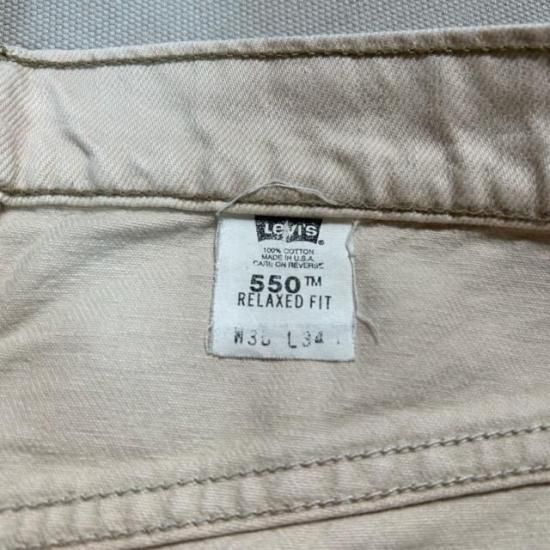 Levi's®
100% COTTON
MADE IN U.S.A.
CARE ON REVERSE
550™
RELAXED FIT
L34